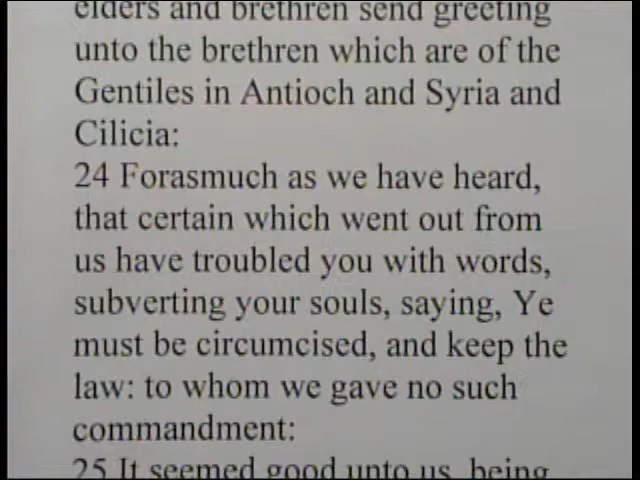 elders and brethren send greeting
unto the brethren which are of the
Gentiles in Antioch and Syria and
Cilicia:
24 Forasmuch as we have heard,
that certain which went out from
us have troubled you with words,
subverting your souls, saying, Ye
must be circumcised, and keep the
law: to whom we gave no such
commandment:
25 It seemed good unto us, being